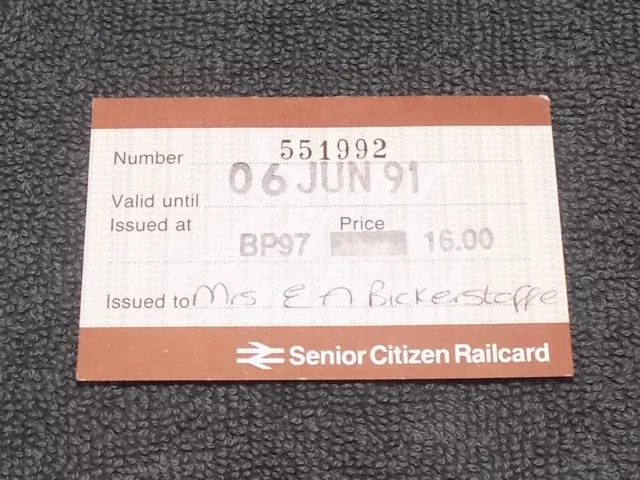 Number 551992
Valid until 06 JUN 91
Issued at Price
BP97 16.00
Issued to Mrs E A Bickerstaffe
Senior Citizen Railcard